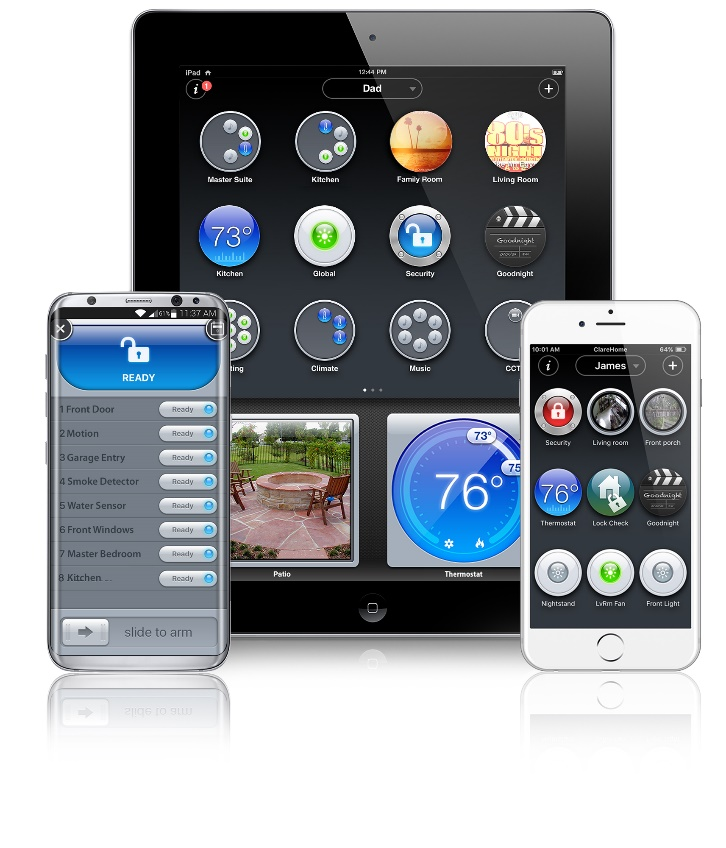 iPad
12:44 PM
i
1
Dad
+
Master Suite
Kitchen
Family Room
Living Room
80's
NIGHT
73°
Goodnight
Kitchen
Global
Security
Goodnight
ting
Climate
Music
CCT
73°
75
76°
Patio
Thermostat
61% 11:37 AM
READY
1 Front Door Ready
2 Motion Ready
3 Garage Entry Ready
4 Smoke Detector Ready
5 Water Sensor Ready
6 Front Windows Ready
7 Master Bedroom Ready
8 Kitchen... Ready
slide to arm
10:01 AM ClareHome 64%
i James +
Security
Living room
Front porch
76°
Goodnight
Thermostat
Lock Check
Goodnight
Nightstand
LvRm Fan
Front Light